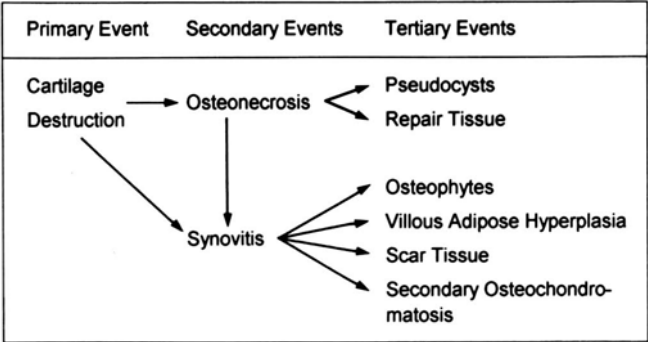 Primary Event Secondary Events Tertiary Events
Cartilage
Destruction
Osteonecrosis
Pseudocysts
Repair Tissue
Synovitis
Osteophytes
Villous Adipose Hyperplasia
Scar Tissue
Secondary Osteochondro-
matosis